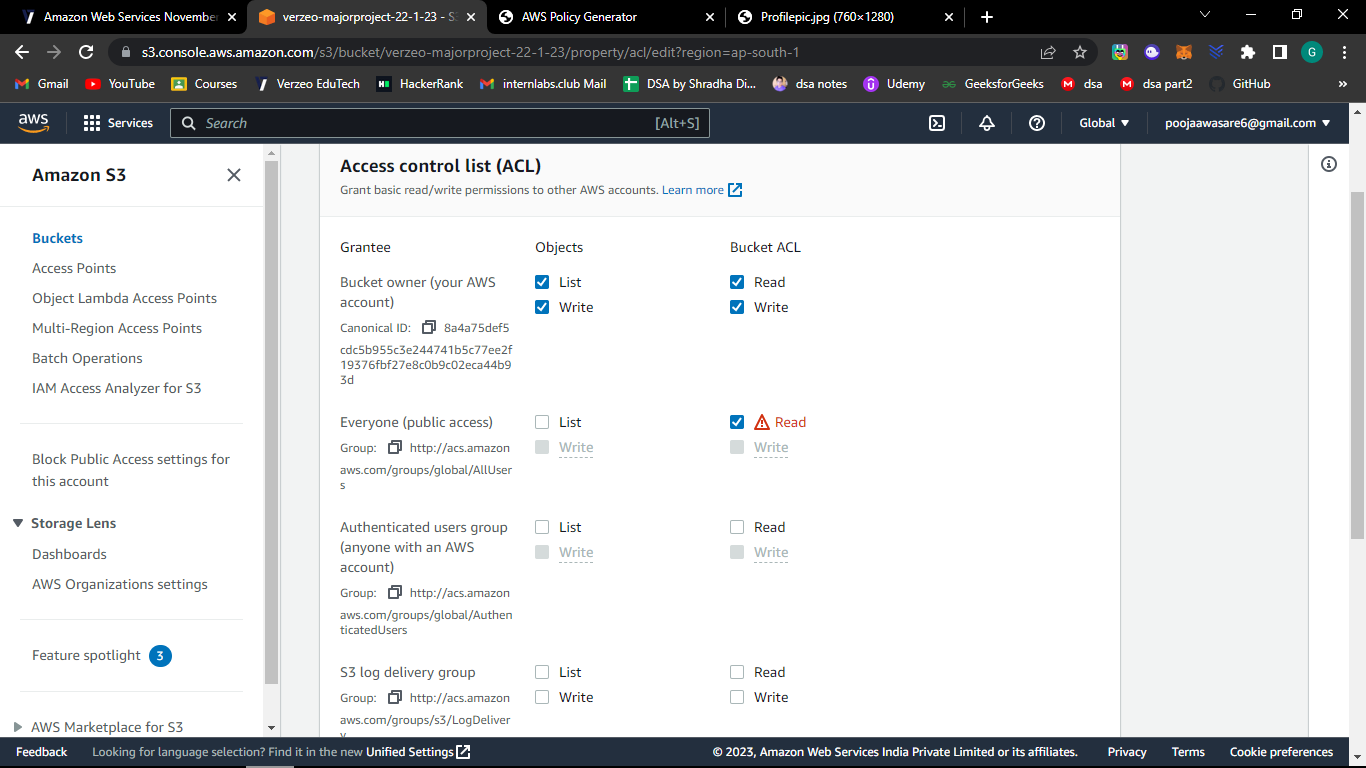 Amazon Web Services November
verzeo-majorproject-22-1-23 - S3
AWS Policy Generator
Profilepic.jpg (760×1280)
s3.console.aws.amazon.com/s3/bucket/verzeo-majorproject-22-1-23/property/acl/edit?region=ap-south-1
G
Gmail
YouTube
Courses
Verzeo EduTech
HackerRank
internlabs.club Mail
DSA by Shradha Di...
dsa notes
Udemy
GeeksforGeeks
dsa
dsa part2
GitHub
aws
Services
Search
[Alt+S]
Global
poojaawasare6@gmail.com
Amazon S3
Buckets
Access Points
Object Lambda Access Points
Multi-Region Access Points
Batch Operations
IAM Access Analyzer for S3
Block Public Access settings for
this account
Storage Lens
Dashboards
AWS Organizations settings
Feature spotlight 3
AWS Marketplace for S3
Access control list (ACL)
Grant basic read/write permissions to other AWS accounts. Learn more
Grantee
Objects
Bucket ACL
Bucket owner (your AWS
account)
Canonical ID: 8a4a75def5
cdc5b955c3e244741b5c77ee2f
19376fbf27e8c0b9c02eca44b9
3d
List
Write
Read
Write
Everyone (public access)
Group: http://acs.amazon
aws.com/groups/global/AllUser
s
List
Write
Read
Write
Authenticated users group
(anyone with an AWS
account)
Group: http://acs.amazon
aws.com/groups/global/Authen
ticatedUsers
List
Write
Read
Write
S3 log delivery group
Group: http://acs.amazon
aws.com/groups/s3/LogDeliver
y
List
Write
Read
Write
Feedback
Looking for language selection? Find it in the new Unified Settings
© 2023, Amazon Web Services India Private Limited or its affiliates.
Privacy
Terms
Cookie preferences